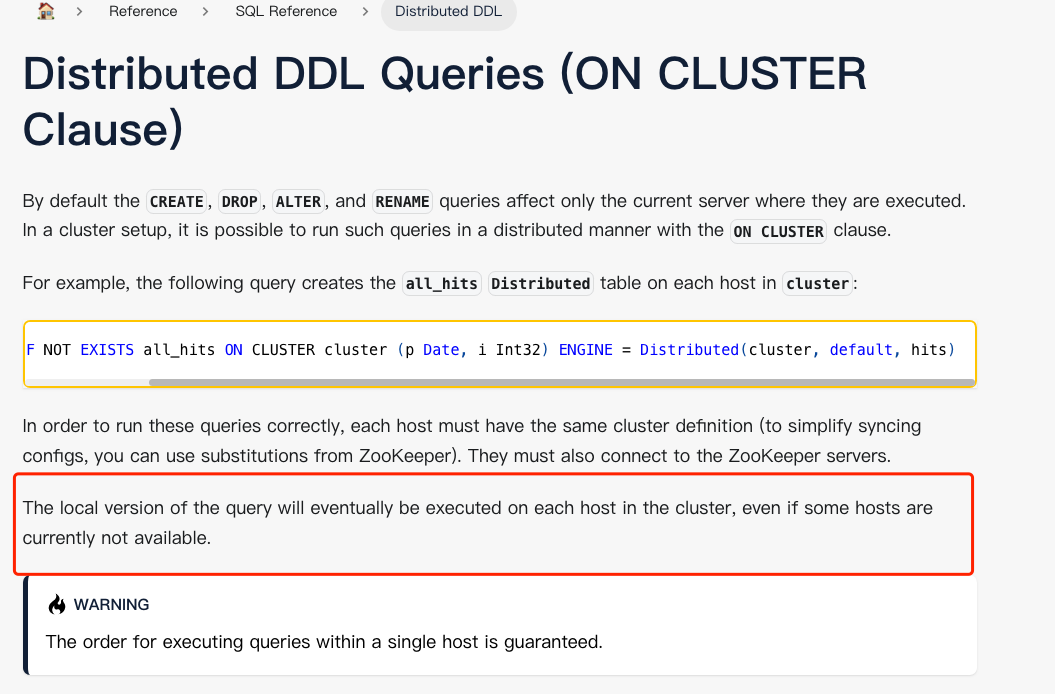 Reference > SQL Reference > Distributed DDL
Distributed DDL Queries (ON CLUSTER
Clause)
By default the CREATE, DROP, ALTER, and RENAME queries affect only the current server where they are executed.
In a cluster setup, it is possible to run such queries in a distributed manner with the ON CLUSTER clause.
For example, the following query creates the all_hits Distributed table on each host in cluster:
F NOT EXISTS all_hits ON CLUSTER cluster (p Date, i Int32) ENGINE = Distributed(cluster, default, hits)
In order to run these queries correctly, each host must have the same cluster definition (to simplify syncing
configs, you can use substitutions from ZooKeeper). They must also connect to the ZooKeeper servers.
The local version of the query will eventually be executed on each host in the cluster, even if some hosts are
currently not available.
WARNING
The order for executing queries within a single host is guaranteed.